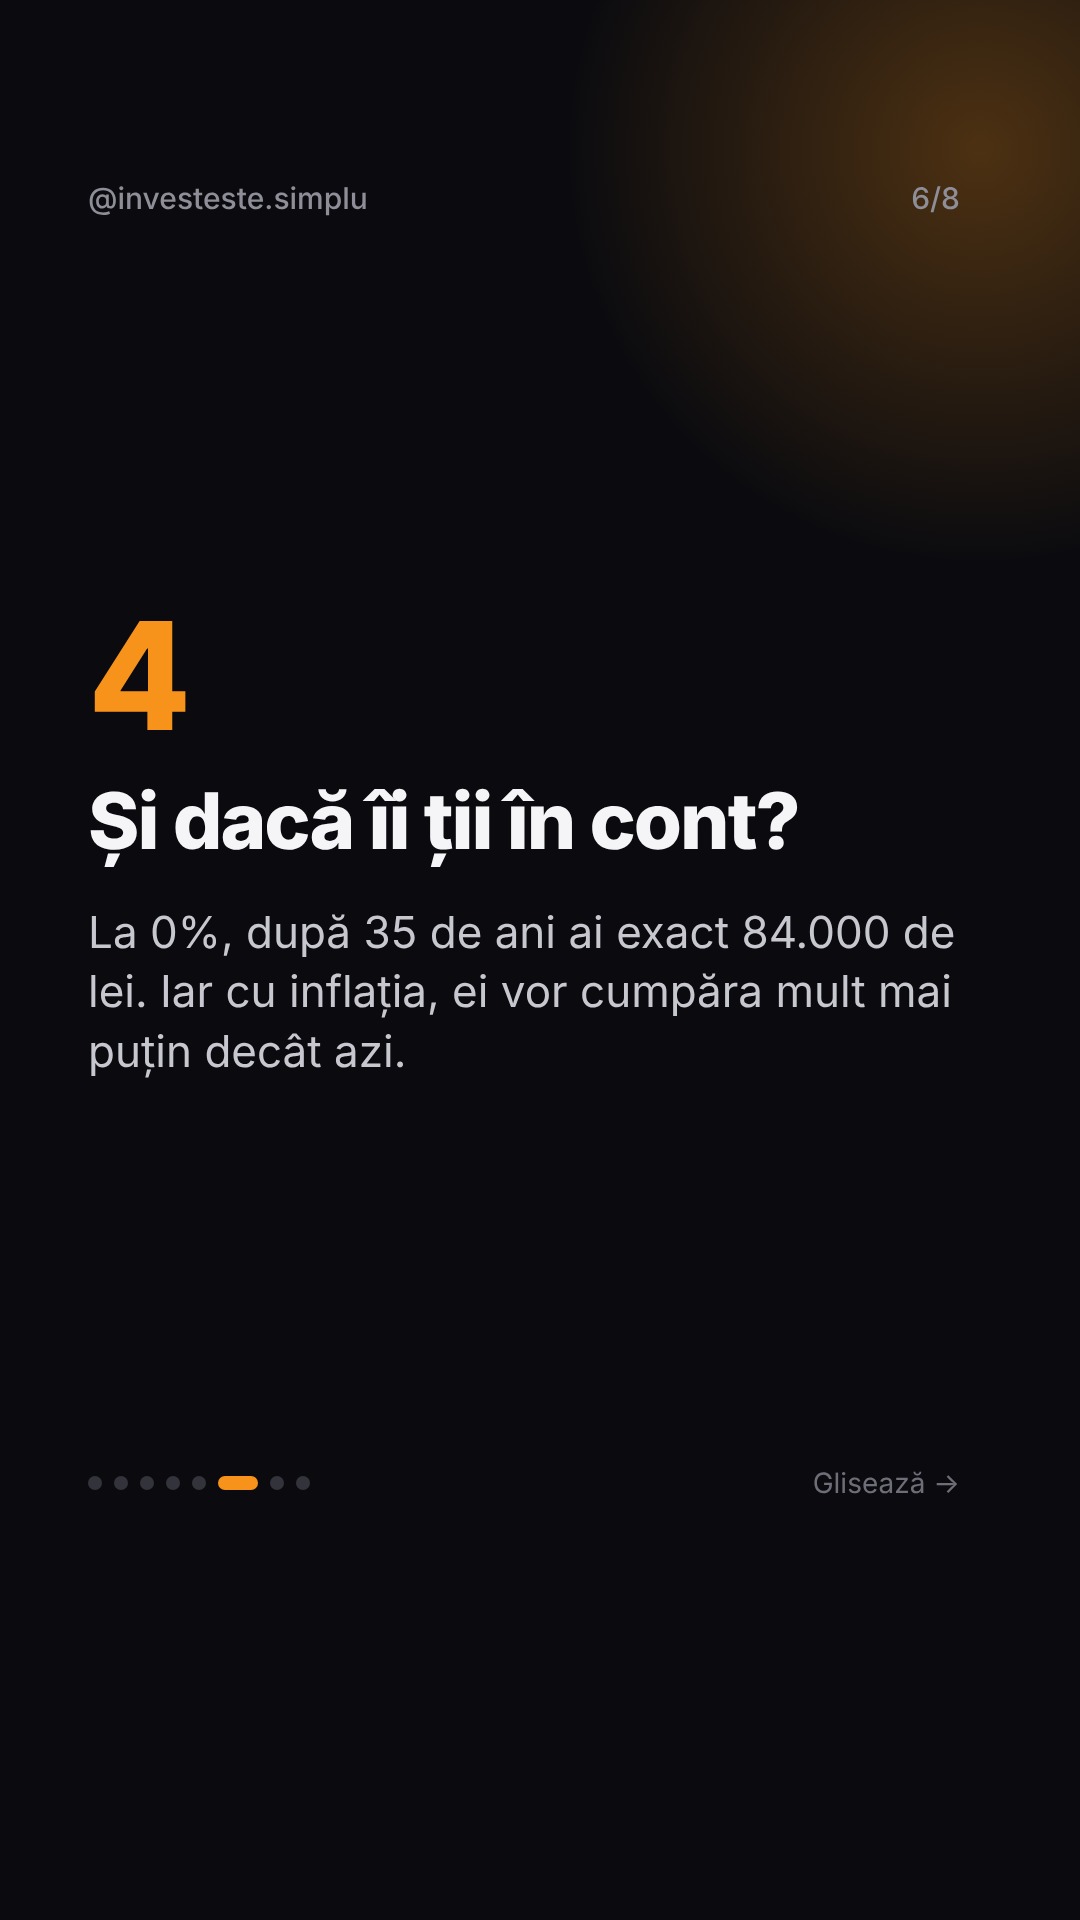 @investeste.simplu
6/8
4
Și dacă îi ții în cont?
La 0%, după 35 de ani ai exact 84.000 de
lei. Iar cu inflația, ei vor cumpăra mult mai
puțin decât azi.
Glisează →